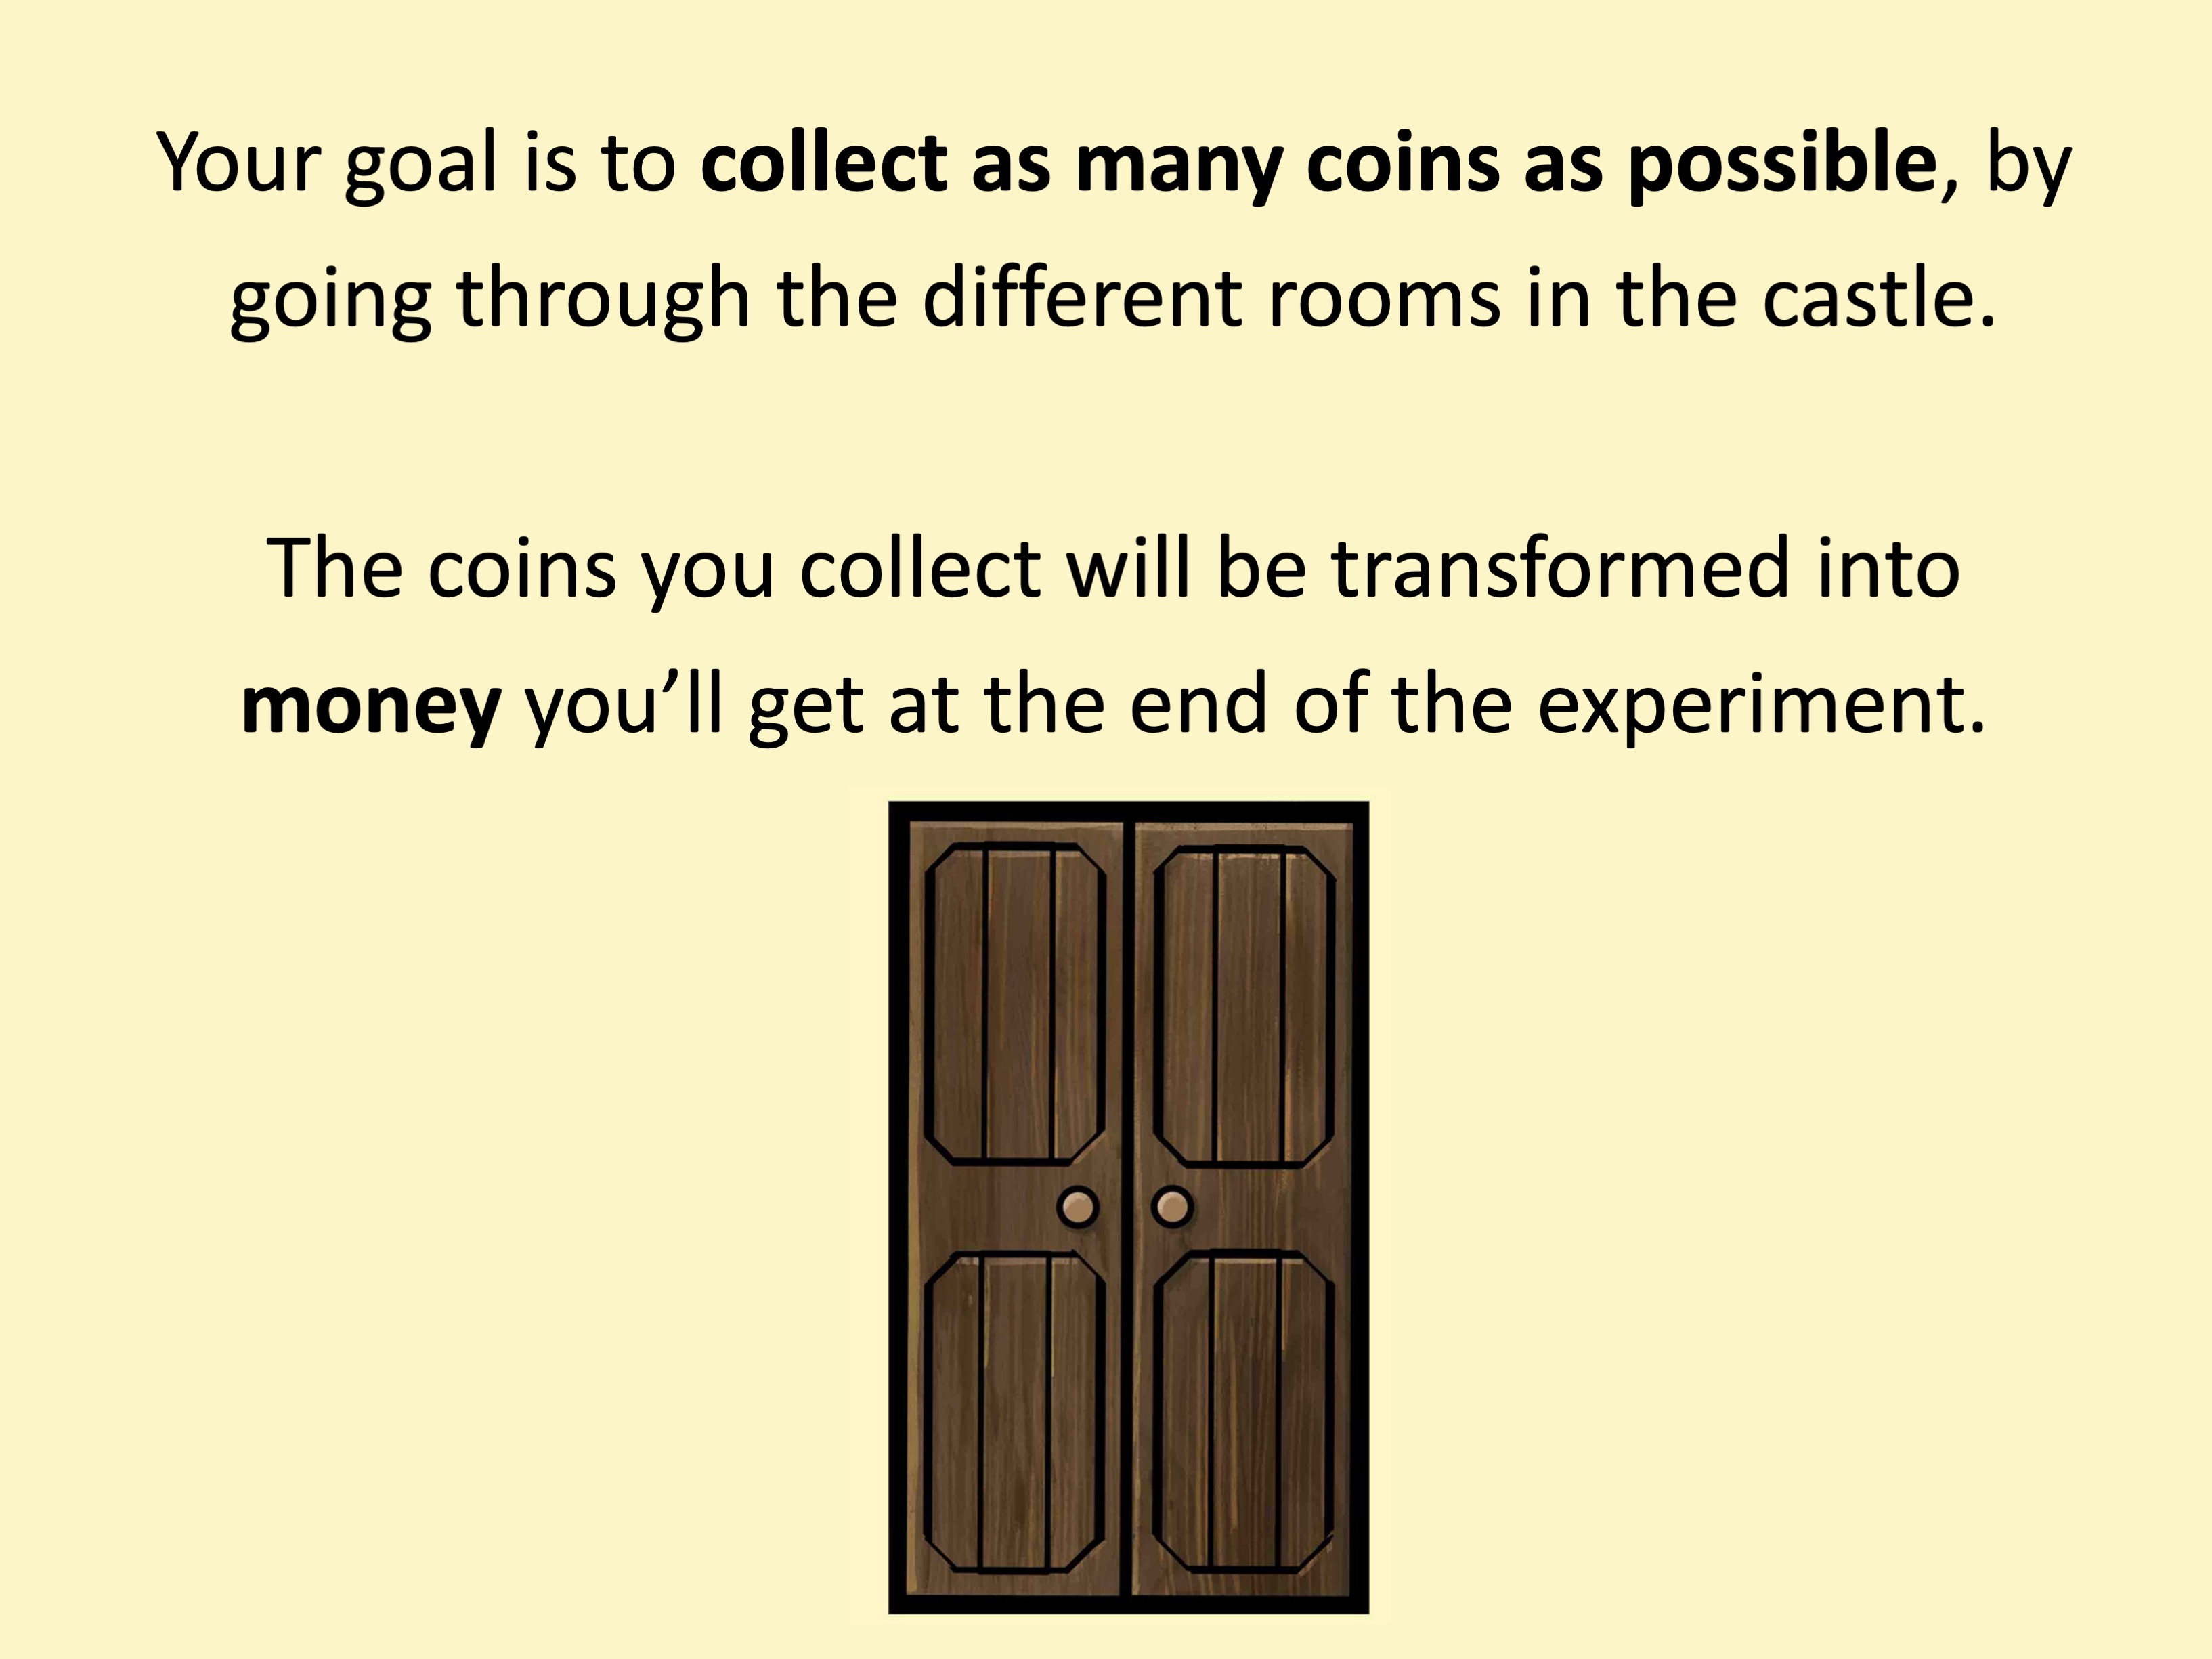 Your goal is to collect as many coins as possible, by
going through the different rooms in the castle.
The coins you collect will be transformed into
money you’ll get at the end of the experiment.